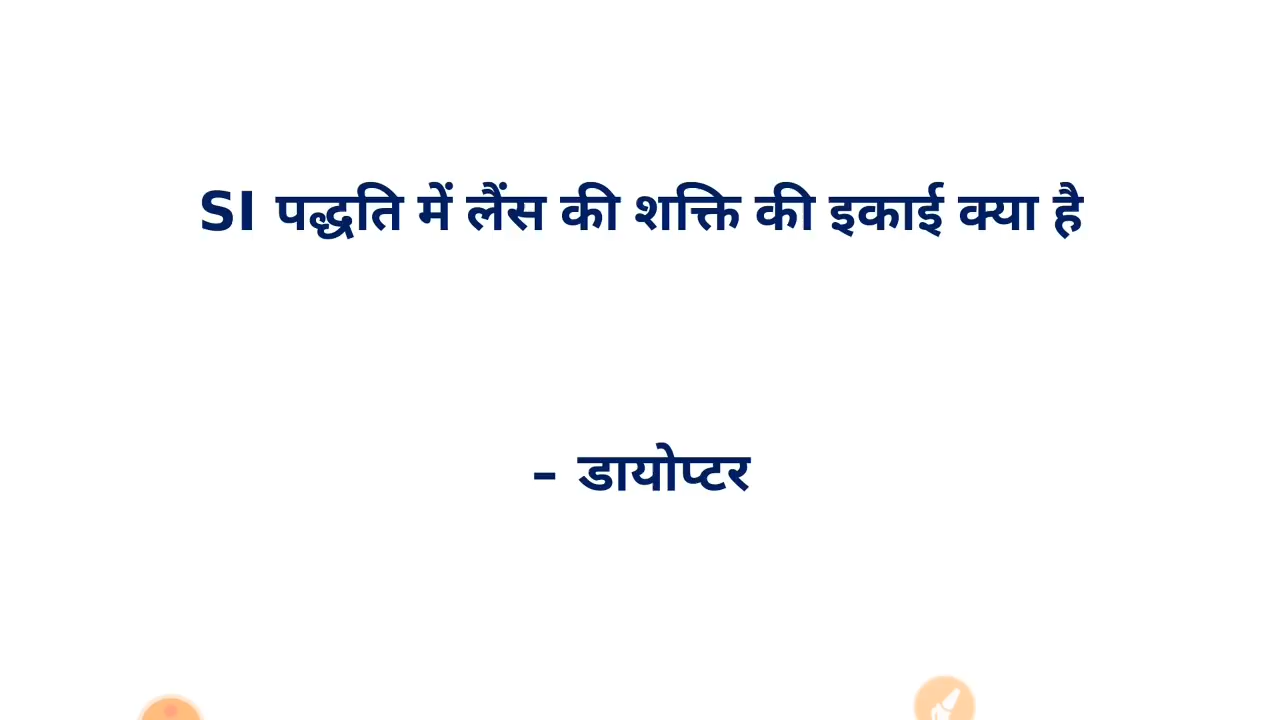 SI पद्धति में लैंस की शक्ति की इकाई क्या है
– डायोप्टर